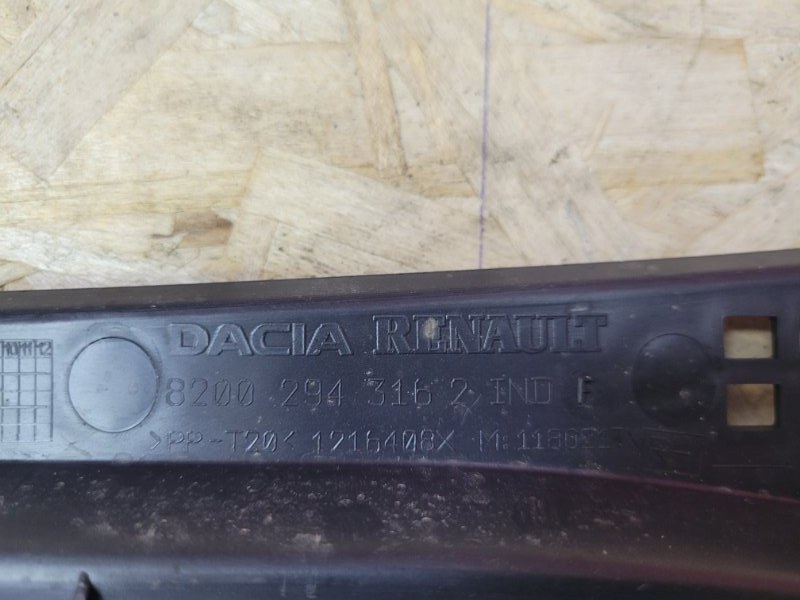 DACIA RENAULT
8200 294 316 2 IND F
>PP-T20< 1216408X